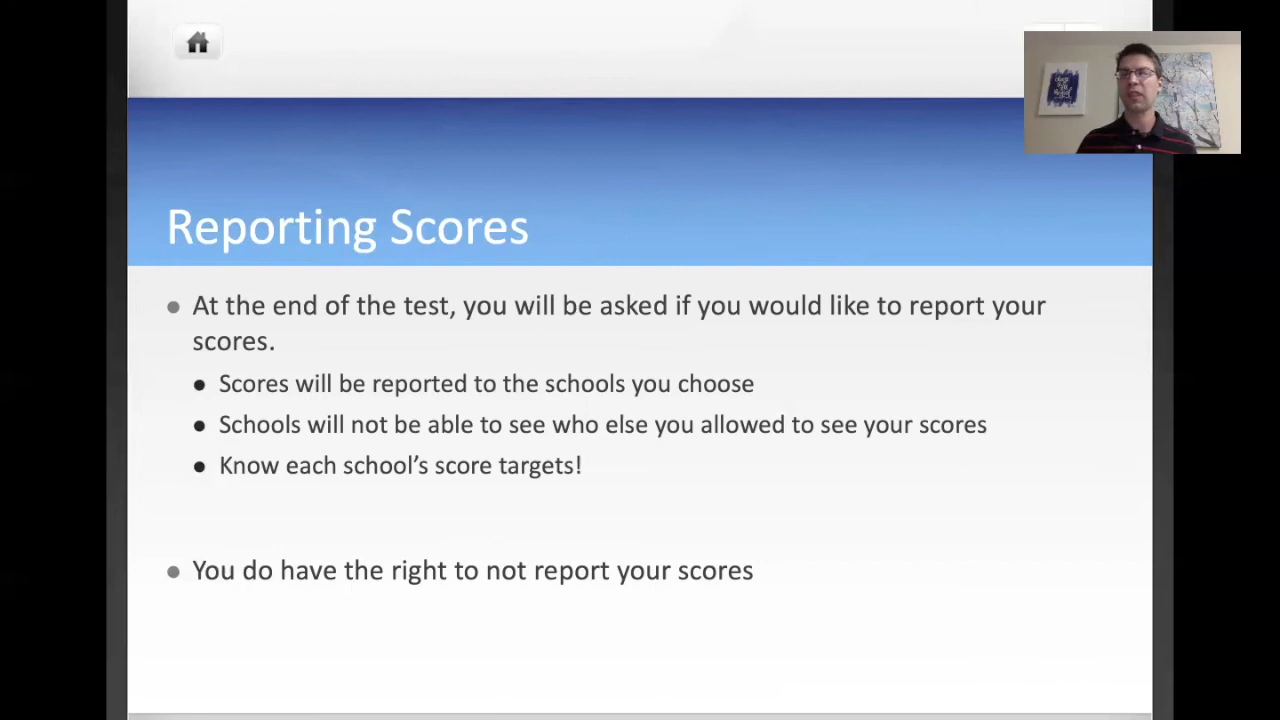 Reporting Scores
● At the end of the test, you will be asked if you would like to report your
scores.
● Scores will be reported to the schools you choose
● Schools will not be able to see who else you allowed to see your scores
● Know each school's score targets!
● You do have the right to not report your scores